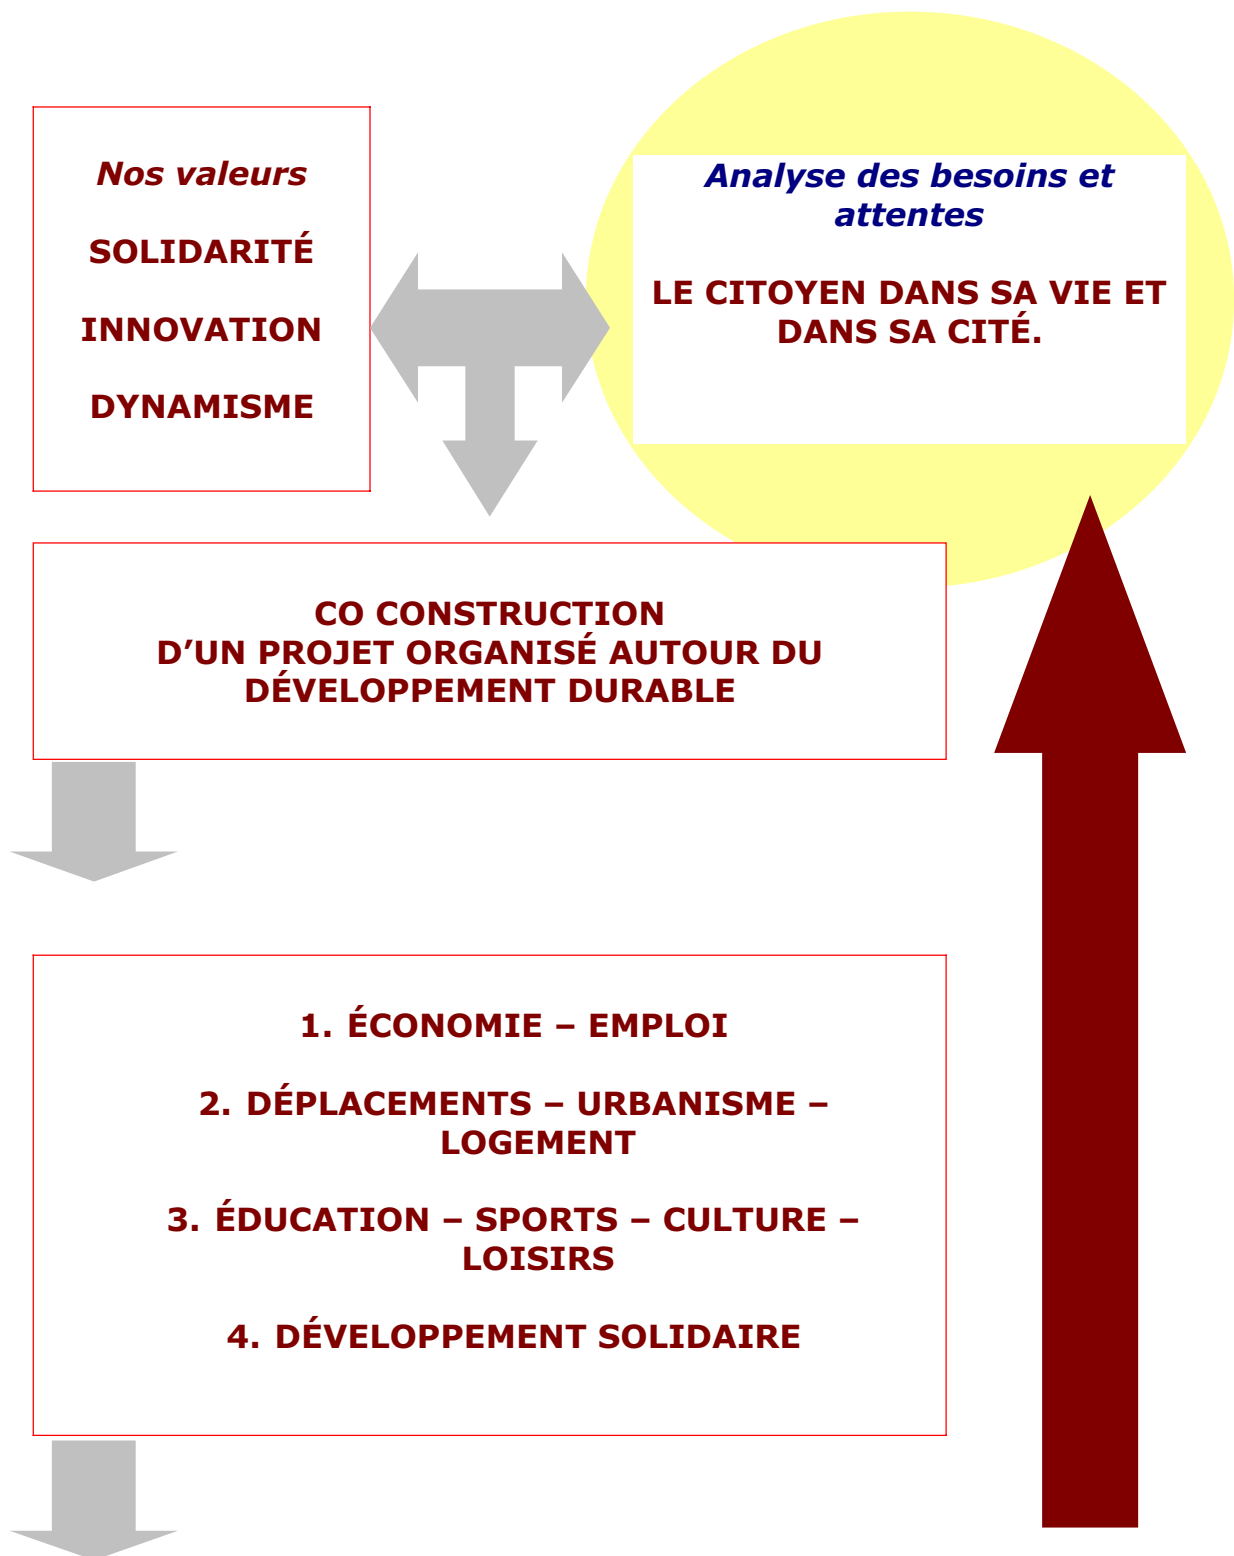 Nos valeurs
SOLIDARITÉ
INNOVATION
DYNAMISME
Analyse des besoins et
attentes
LE CITOYEN DANS SA VIE ET
DANS SA CITÉ.
CO CONSTRUCTION
D’UN PROJET ORGANISÉ AUTOUR DU
DÉVELOPPEMENT DURABLE
1. ÉCONOMIE – EMPLOI
2. DÉPLACEMENTS – URBANISME –
LOGEMENT
3. ÉDUCATION – SPORTS – CULTURE –
LOISIRS
4. DÉVELOPPEMENT SOLIDAIRE